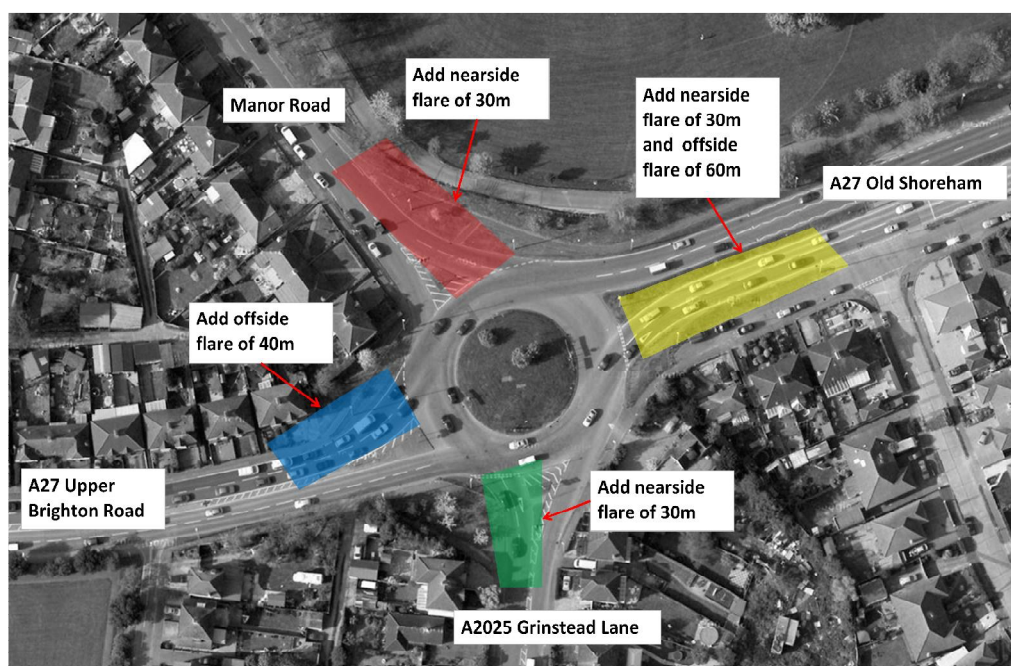 Add nearside
flare of 30m
Manor Road
Add nearside
flare of 30m
and offside
flare of 60m
A27 Old Shoreham
Add offside
flare of 40m
A27 Upper
Brighton Road
Add nearside
flare of 30m
A2025 Grinstead Lane